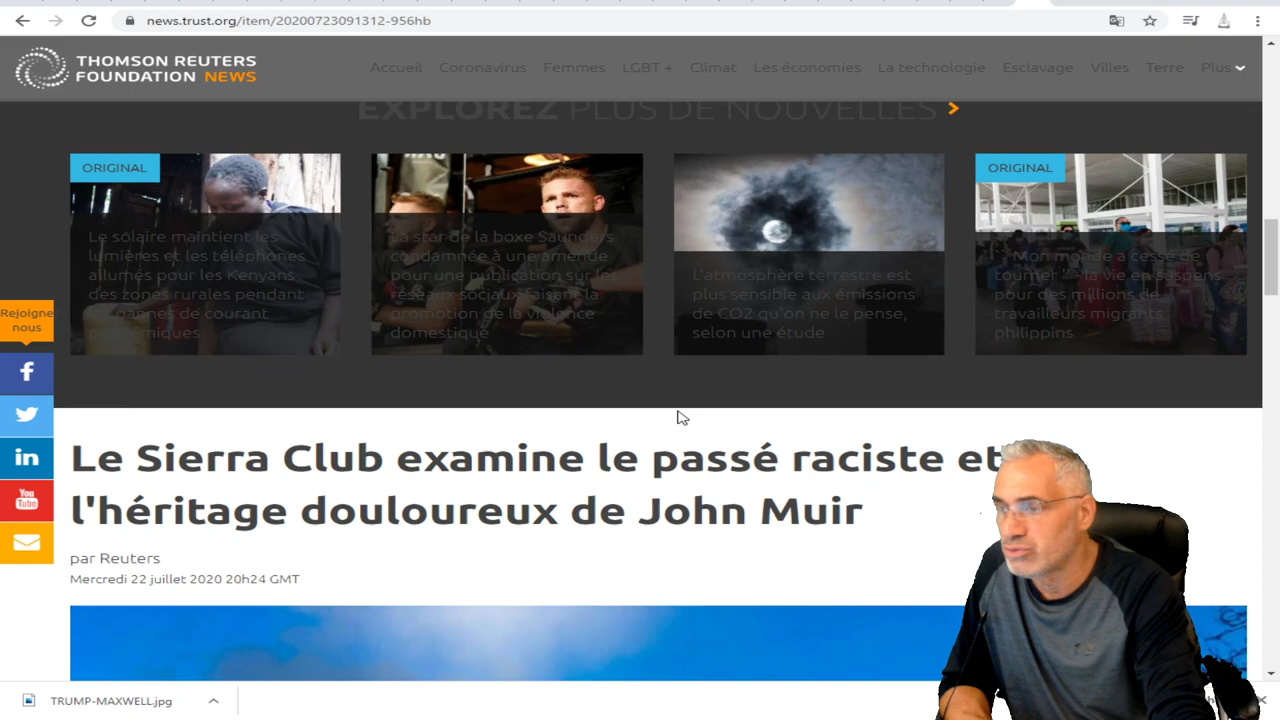 news.trust.org/item/20200723091312-956hb
THOMSON REUTERS
FOUNDATION NEWS
Accueil Coronavirus Femmes LGBT + Climat Les économies La technologie Esclavage Villes Terre Plus
EXPLOREZ PLUS DE NOUVELLES
ORIGINAL
Le solaire maintient les
lumières et les téléphones
allumés pour les Kenyans
des zones rurales pendant
les pannes de courant
pandémiques
La star de la boxe Saunders
condamnée à une amende
pour une publication sur les
réseaux sociaux faisant la
promotion de la violence
domestique
L'atmosphère terrestre est
plus sensible aux émissions
de CO2 qu'on ne le pense,
selon une étude
ORIGINAL
Mon monde a cessé de
tourner '- la vie en suspens
pour des millions de
travailleurs migrants
philippins
Rejoigne
nous
You
Tube
Le Sierra Club examine le passé raciste et
l'héritage douloureux de John Muir
par Reuters
Mercredi 22 juillet 2020 20h24 GMT
TRUMP-MAXWELL.jpg